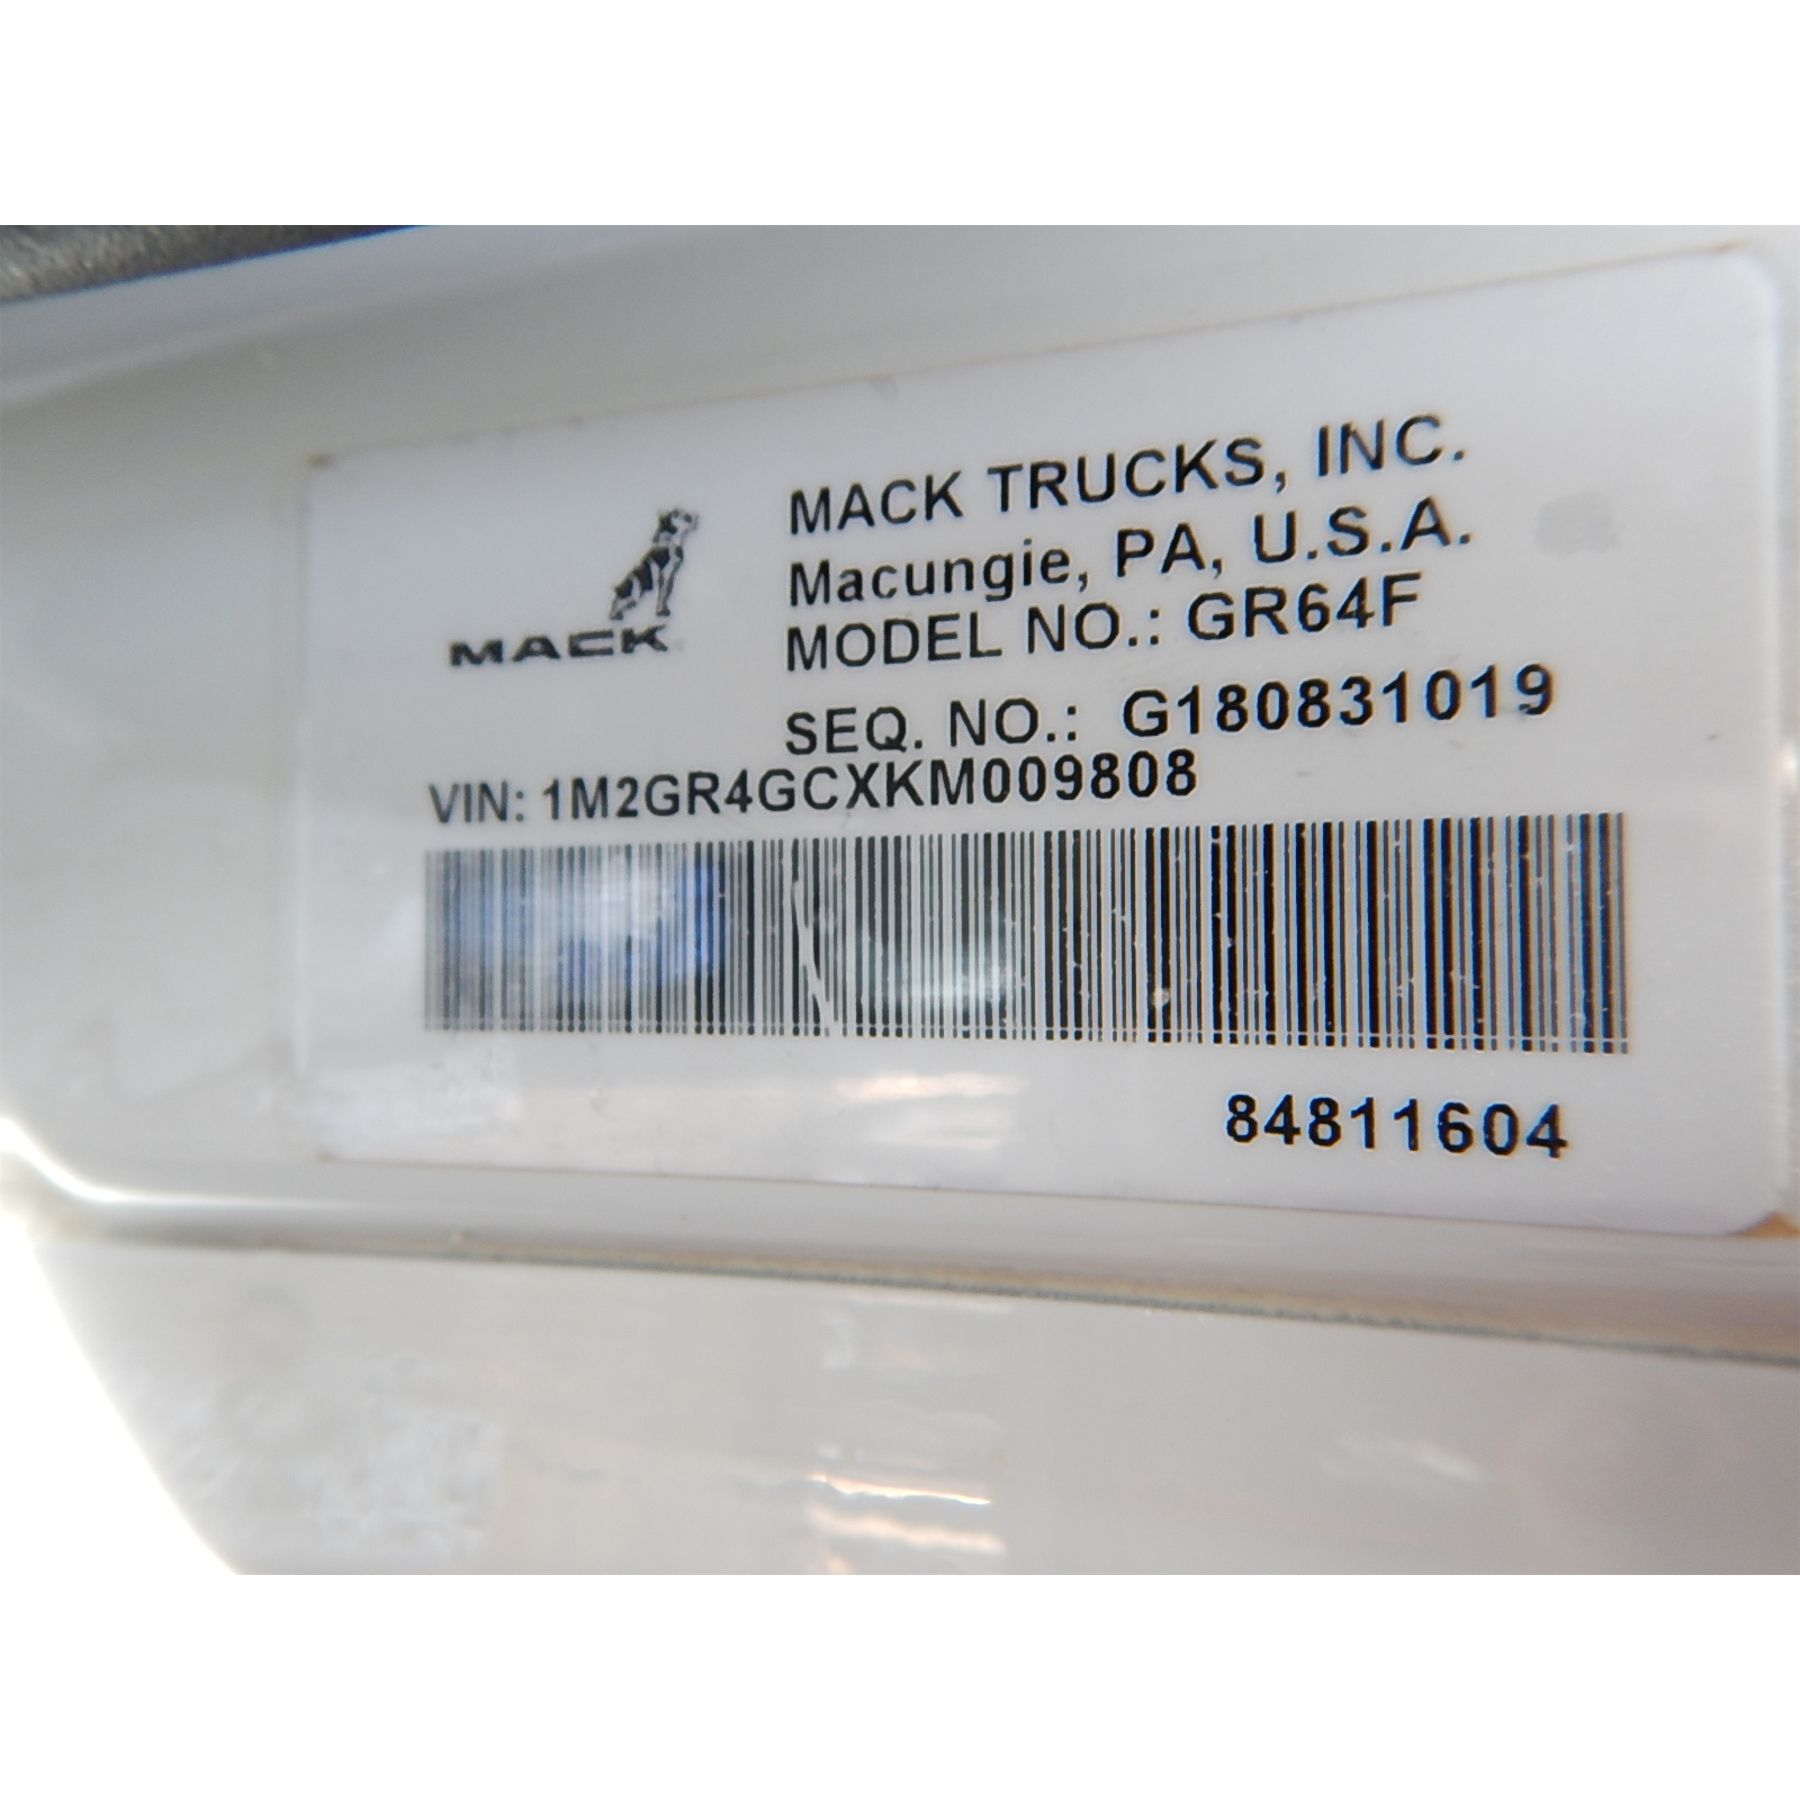 MACK
MACK TRUCKS, INC.
Macungie, PA, U.S.A.
MODEL NO.: GR64F
SEQ. NO.: G180831019
VIN: 1M2GR4GCXKM009808
84811604